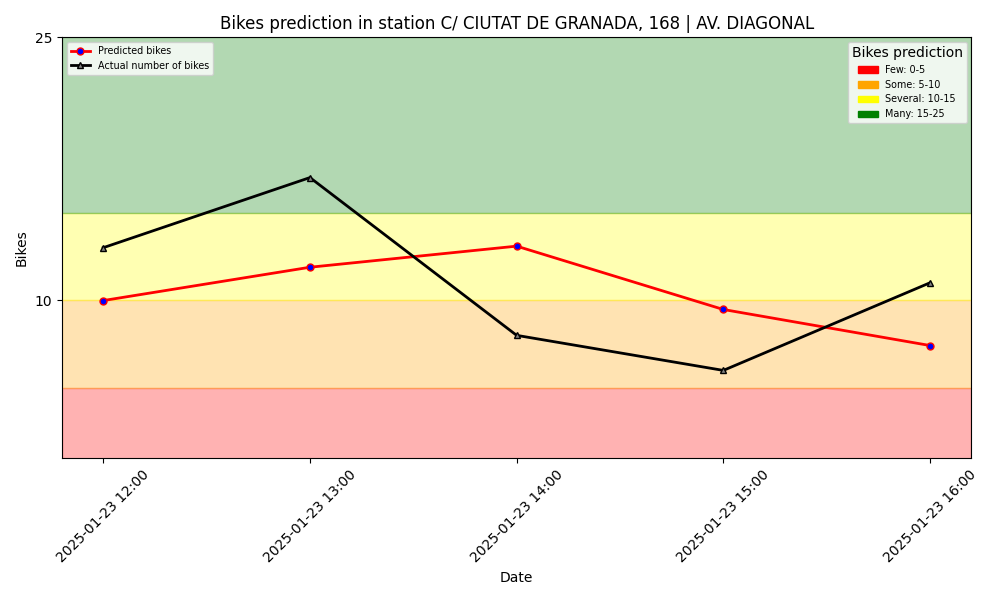 Bikes prediction in station C/ CIUTAT DE GRANADA, 168 | AV. DIAGONAL
25
Predicted bikes
Actual number of bikes
Bikes prediction
Few: 0-5
Some: 5-10
Several: 10-15
Many: 15-25
Bikes
10
2025-01-23 12:00
2025-01-23 13:00
2025-01-23 14:00
2025-01-23 15:00
2025-01-23 16:00
Date